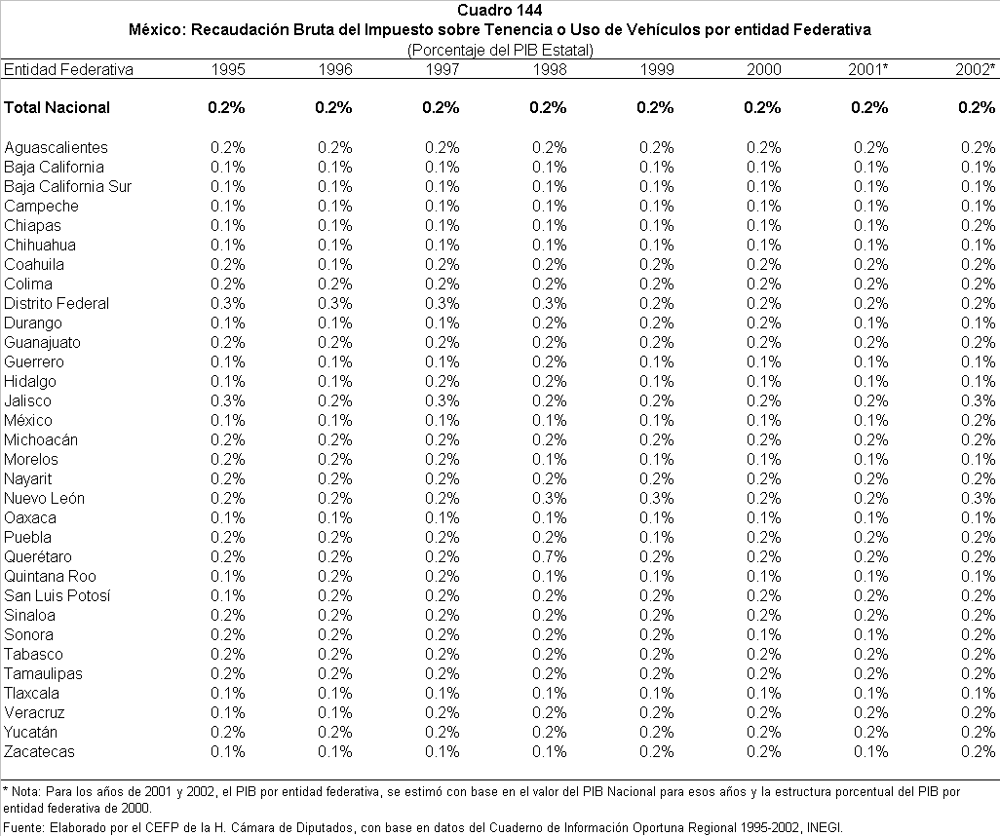 Cuadro 144
México: Recaudación Bruta del Impuesto sobre Tenencia o Uso de Vehículos por entidad Federativa
(Porcentaje del PIB Estatal)
Entidad Federativa 1995 1996 1997 1998 1999 2000 2001* 2002*
Total Nacional 0.2% 0.2% 0.2% 0.2% 0.2% 0.2% 0.2% 0.2%
Aguascalientes 0.2% 0.2% 0.2% 0.2% 0.2% 0.2% 0.2% 0.2%
Baja California 0.1% 0.1% 0.1% 0.1% 0.1% 0.1% 0.1% 0.1%
Baja California Sur 0.1% 0.1% 0.1% 0.1% 0.1% 0.1% 0.1% 0.1%
Campeche 0.1% 0.1% 0.1% 0.1% 0.1% 0.1% 0.1% 0.1%
Chiapas 0.1% 0.1% 0.1% 0.1% 0.1% 0.1% 0.1% 0.2%
Chihuahua 0.1% 0.1% 0.1% 0.1% 0.1% 0.1% 0.1% 0.1%
Coahuila 0.2% 0.1% 0.2% 0.2% 0.2% 0.2% 0.2% 0.2%
Colima 0.2% 0.2% 0.2% 0.2% 0.2% 0.2% 0.2% 0.2%
Distrito Federal 0.3% 0.3% 0.3% 0.3% 0.2% 0.2% 0.2% 0.2%
Durango 0.1% 0.1% 0.1% 0.2% 0.2% 0.2% 0.1% 0.1%
Guanajuato 0.2% 0.2% 0.2% 0.2% 0.2% 0.2% 0.2% 0.2%
Guerrero 0.1% 0.1% 0.1% 0.2% 0.1% 0.1% 0.1% 0.1%
Hidalgo 0.1% 0.1% 0.2% 0.2% 0.1% 0.1% 0.1% 0.1%
Jalisco 0.3% 0.2% 0.3% 0.2% 0.2% 0.2% 0.2% 0.3%
México 0.1% 0.1% 0.1% 0.1% 0.1% 0.1% 0.1% 0.2%
Michoacán 0.2% 0.2% 0.2% 0.2% 0.2% 0.2% 0.2% 0.2%
Morelos 0.2% 0.2% 0.2% 0.1% 0.1% 0.1% 0.1% 0.1%
Nayarit 0.2% 0.2% 0.2% 0.2% 0.2% 0.2% 0.2% 0.2%
Nuevo León 0.2% 0.2% 0.2% 0.3% 0.3% 0.2% 0.2% 0.3%
Oaxaca 0.1% 0.1% 0.1% 0.1% 0.1% 0.1% 0.1% 0.1%
Puebla 0.2% 0.2% 0.2% 0.2% 0.1% 0.2% 0.2% 0.2%
Querétaro 0.2% 0.2% 0.2% 0.7% 0.2% 0.2% 0.2% 0.2%
Quintana Roo 0.1% 0.2% 0.2% 0.1% 0.1% 0.1% 0.1% 0.1%
San Luis Potosí 0.1% 0.2% 0.2% 0.2% 0.2% 0.2% 0.2% 0.2%
Sinaloa 0.2% 0.2% 0.2% 0.2% 0.2% 0.2% 0.2% 0.2%
Sonora 0.2% 0.2% 0.2% 0.2% 0.2% 0.1% 0.1% 0.2%
Tabasco 0.2% 0.2% 0.2% 0.2% 0.2% 0.2% 0.2% 0.2%
Tamaulipas 0.2% 0.2% 0.2% 0.2% 0.2% 0.2% 0.2% 0.2%
Tlaxcala 0.1% 0.1% 0.1% 0.1% 0.1% 0.1% 0.1% 0.1%
Veracruz 0.1% 0.1% 0.2% 0.2% 0.2% 0.2% 0.2% 0.2%
Yucatán 0.2% 0.2% 0.2% 0.2% 0.2% 0.2% 0.2% 0.2%
Zacatecas 0.1% 0.1% 0.1% 0.1% 0.2% 0.2% 0.1% 0.2%
* Nota: Para los años de 2001 y 2002, el PIB por entidad federativa, se estimó con base en el valor del PIB Nacional para esos años y la estructura porcentual del PIB por
entidad federativa de 2000.
Fuente: Elaborado por el CEFP de la H. Cámara de Diputados, con base en datos del Cuaderno de Información Oportuna Regional 1995-2002, INEGI.